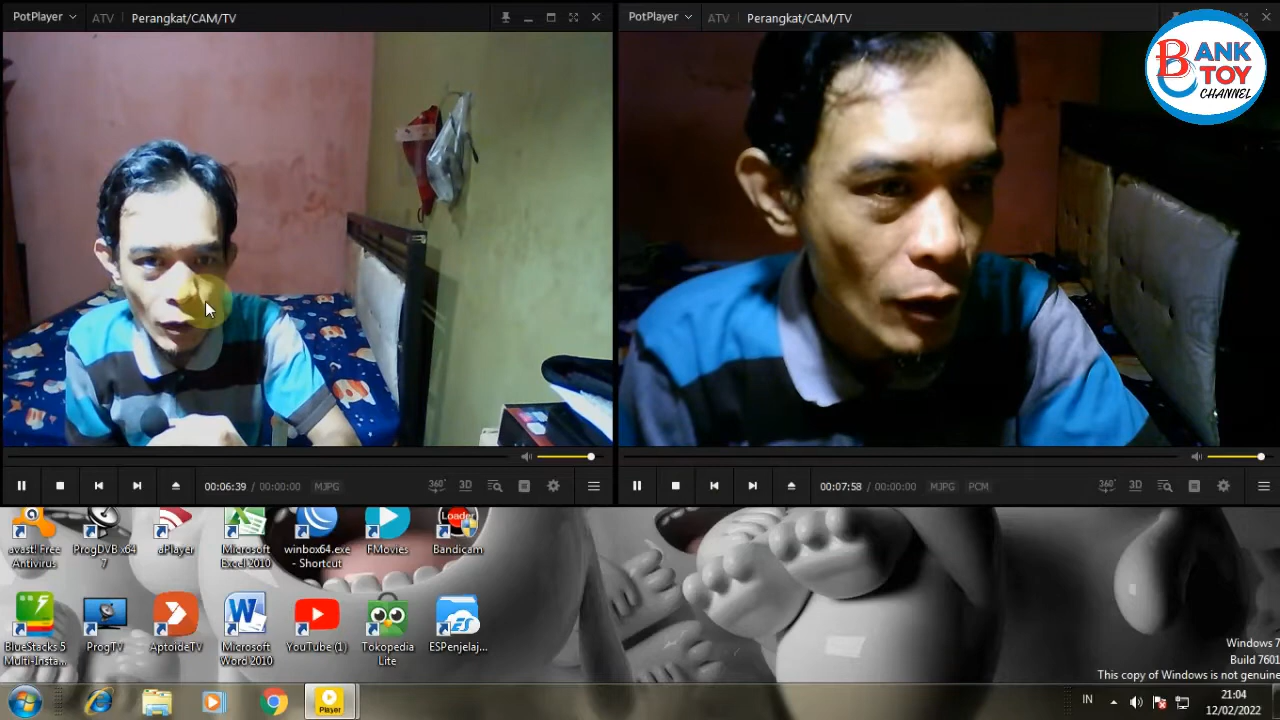 PotPlayer ATV Perangkat/CAM/TV
PotPlayer ATV Perangkat/CAM/TV
BANK
TOY
CHANNEL
00:06:39 / 00:00:00 MJPG 360° 3D
00:07:58 / 00:00:00 MJPG PCM 360° 3D
avast! Free
Antivirus
ProgDVB x64
7
aPlayer
Microsoft
Excel 2010
winbox64.exe
- Shortcut
FMovies
Loader
Bandicam
BlueStacks 5
Multi-Insta...
ProgTV
AptoideTV
Microsoft
Word 2010
YouTube (1)
Tokopedia
Lite
ESPenjelaj...
Windows 7
Build 7601
This copy of Windows is not genuine
Player
IN
21:04
12/02/2022